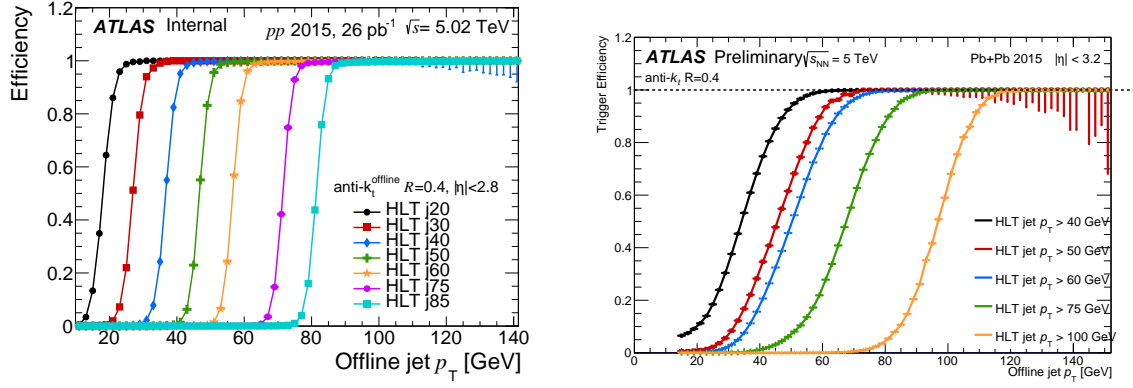 ATLAS Internal
pp 2015, 26 pb⁻¹ √s= 5.02 TeV
Efficiency
1.2
1
0.8
0.6
0.4
0.2
0
anti-k_t^offline R=0.4, |η|<2.8
HLT j20
HLT j30
HLT j40
HLT j50
HLT j60
HLT j75
HLT j85
20 40 60 80 100 120 140
Offline jet p_T [GeV]
ATLAS Preliminary √s_NN = 5 TeV Pb+Pb 2015 |η| < 3.2
anti-k_t R=0.4
Trigger Efficiency
1.2
1
0.8
0.6
0.4
0.2
0
HLT jet p_T > 40 GeV
HLT jet p_T > 50 GeV
HLT jet p_T > 60 GeV
HLT jet p_T > 75 GeV
HLT jet p_T > 100 GeV
0 20 40 60 80 100 120 140
Offline jet p_T [GeV]